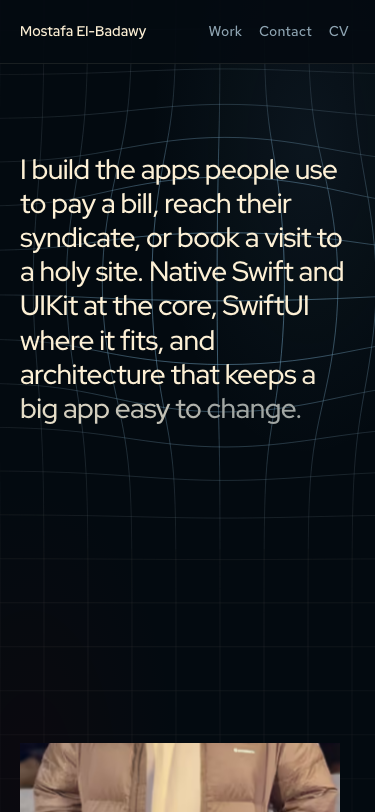 Mostafa El-Badawy
Work Contact CV
I build the apps people use
to pay a bill, reach their
syndicate, or book a visit to
a holy site. Native Swift and
UIKit at the core, SwiftUI
where it fits, and
architecture that keeps a
big app easy to change.